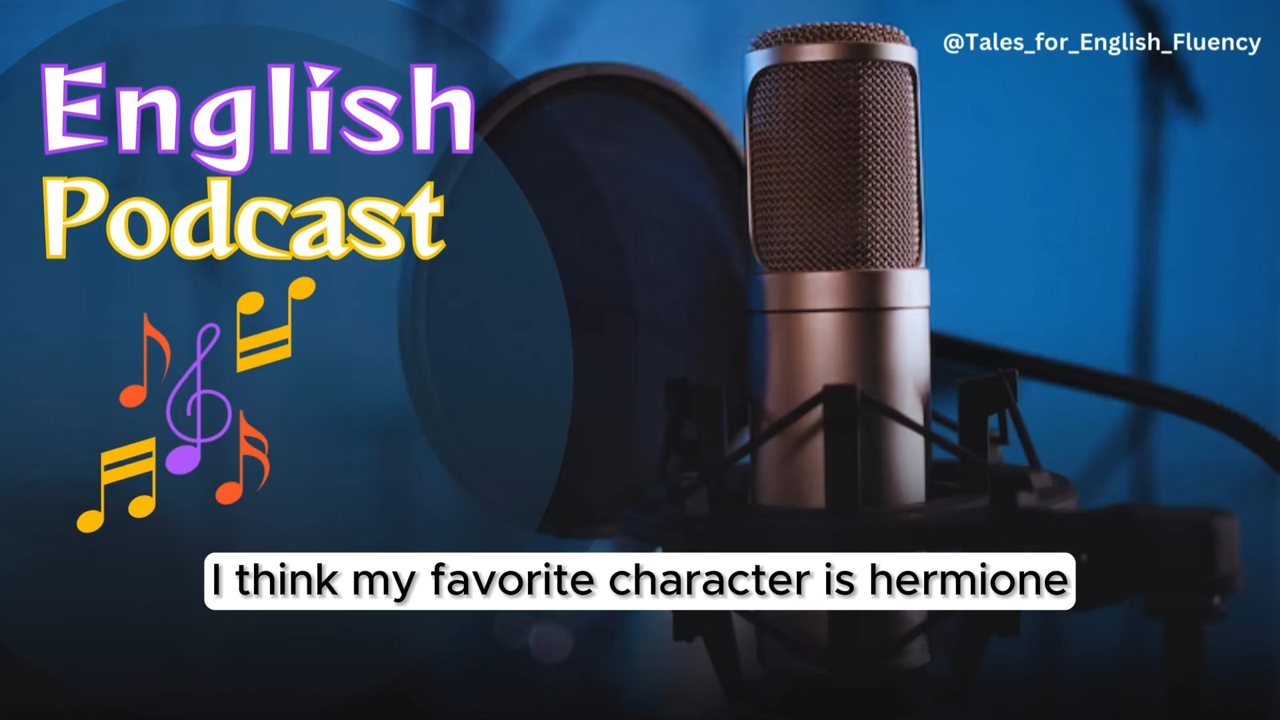 @Tales_for_English_Fluency
English
Podcast
I think my favorite character is hermione